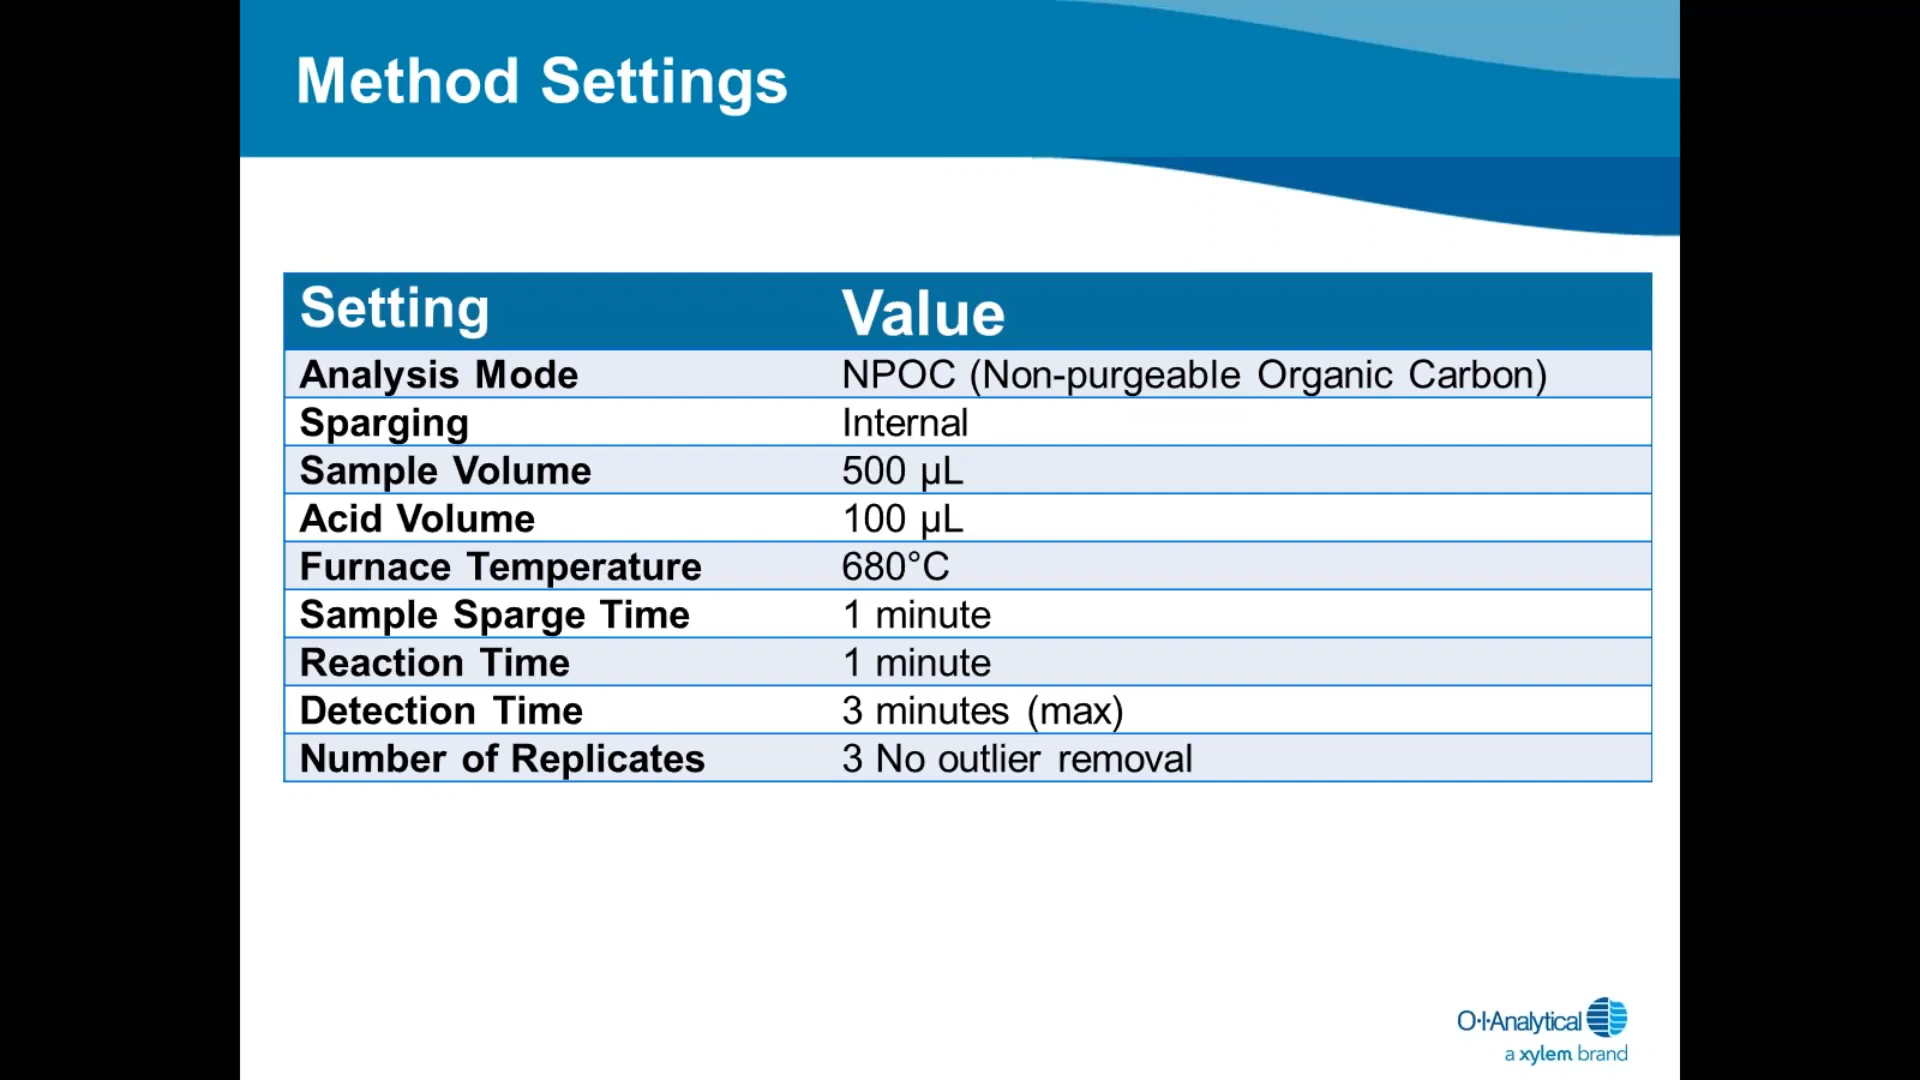 Method Settings
Setting Value
Analysis Mode NPOC (Non-purgeable Organic Carbon)
Sparging Internal
Sample Volume 500 µL
Acid Volume 100 µL
Furnace Temperature 680°C
Sample Sparge Time 1 minute
Reaction Time 1 minute
Detection Time 3 minutes (max)
Number of Replicates 3 No outlier removal
O·I·Analytical
a xylem brand